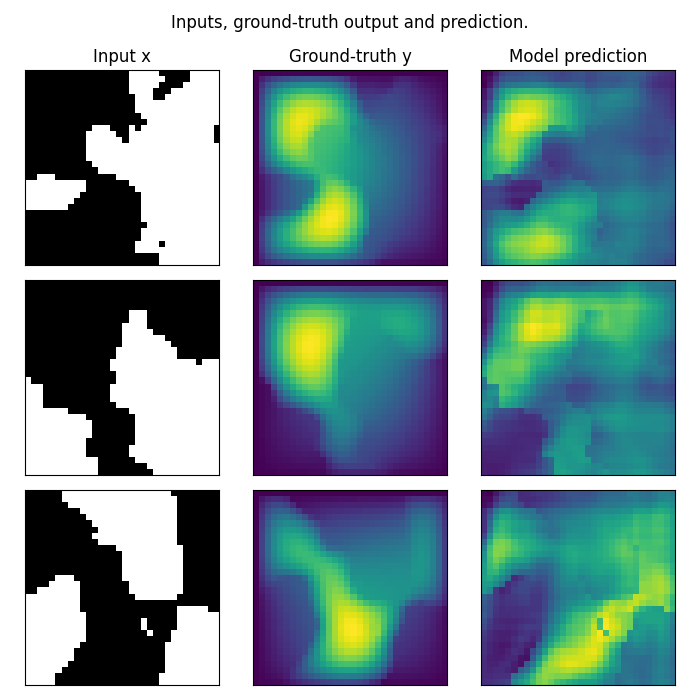 Inputs, ground-truth output and prediction.
Input x
Ground-truth y
Model prediction